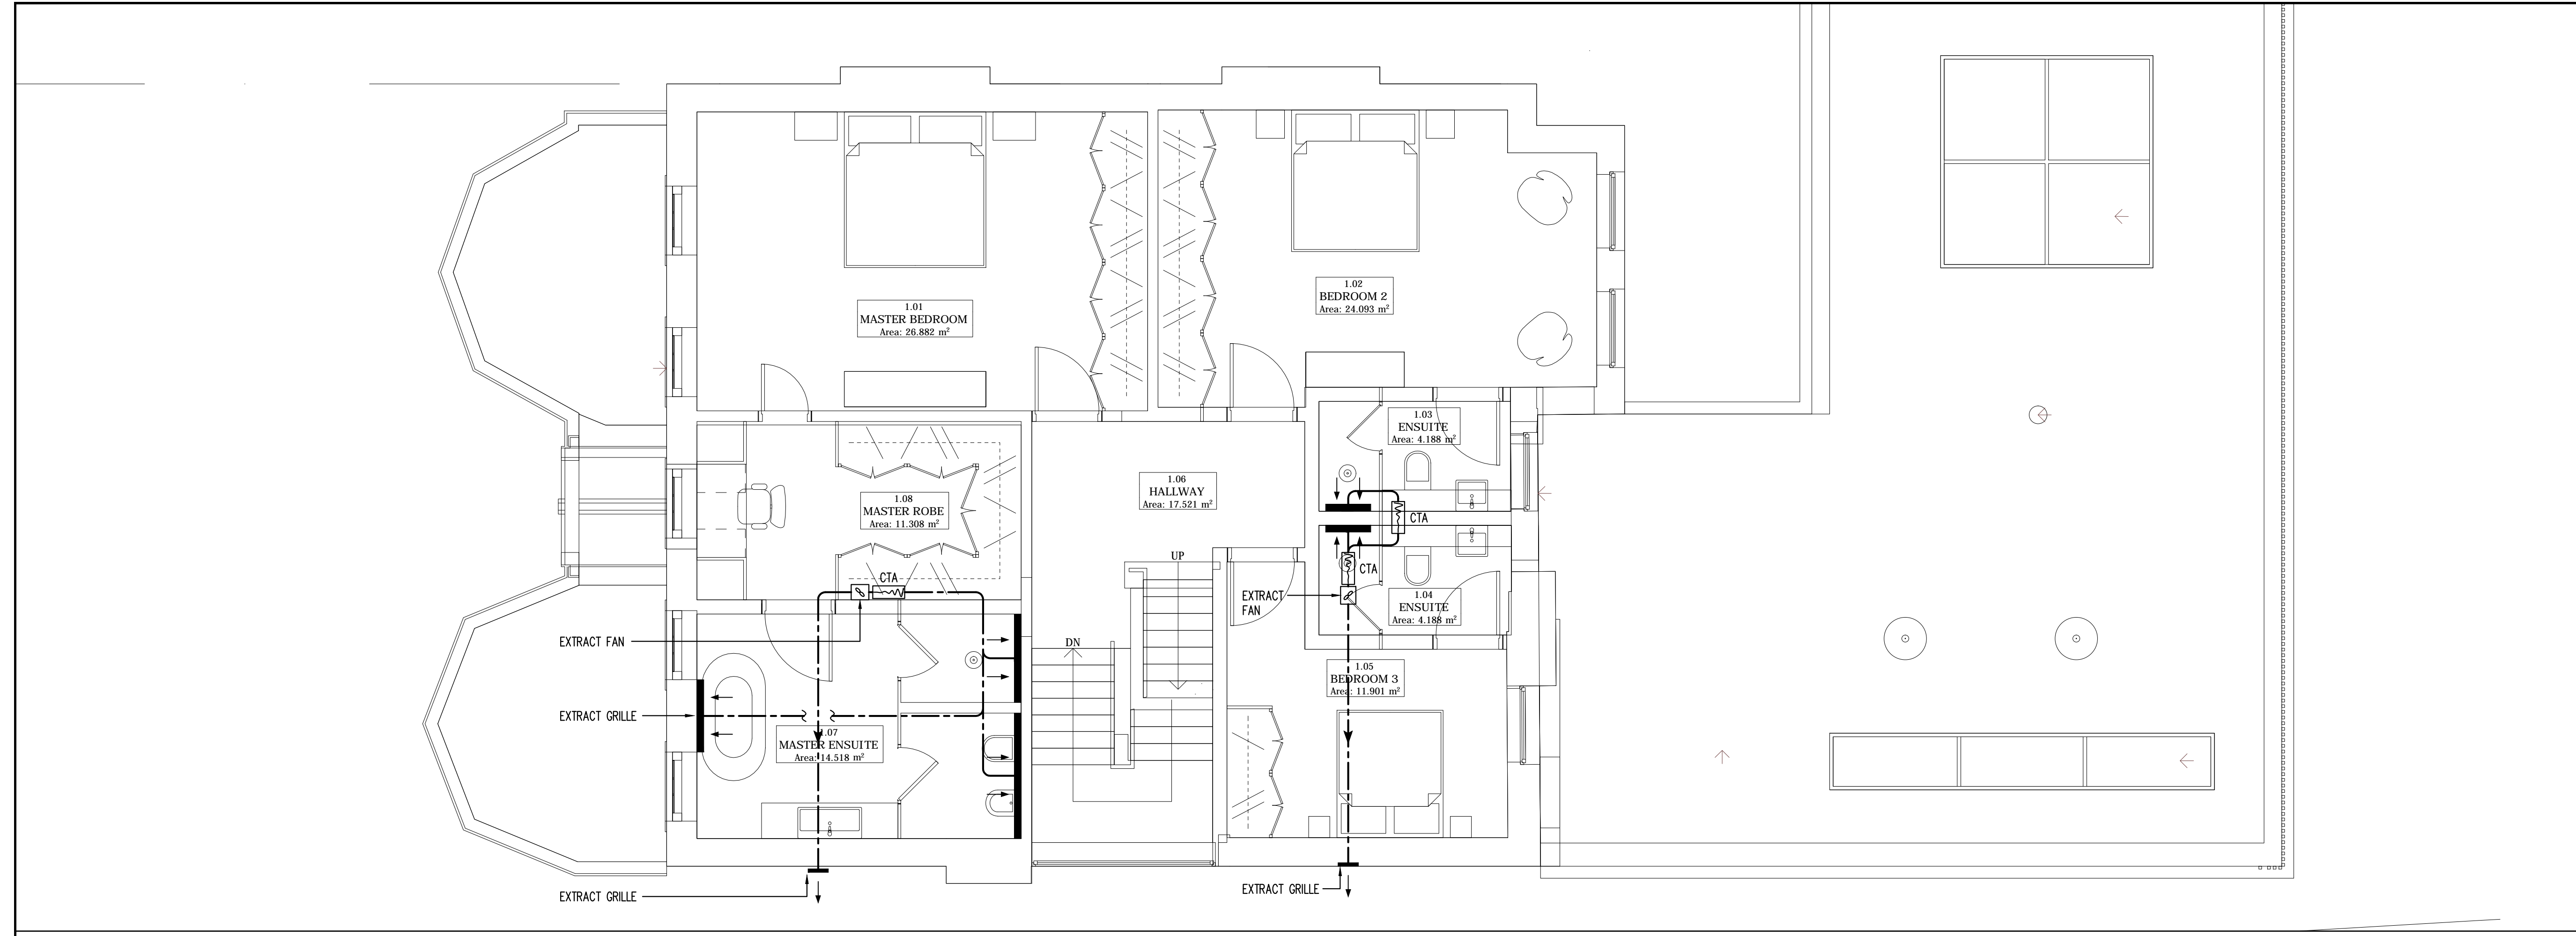 1.01
MASTER BEDROOM
Area: 26.882 m²
1.02
BEDROOM 2
Area: 24.093 m²
1.03
ENSUITE
Area: 4.188 m²
1.08
MASTER ROBE
Area: 11.308 m²
1.06
HALLWAY
Area: 17.521 m²
CTA
UP
CTA
CTA
EXTRACT
FAN
1.04
ENSUITE
Area: 4.188 m²
EXTRACT FAN
DN
1.05
BEDROOM 3
Area: 11.901 m²
EXTRACT GRILLE
1.07
MASTER ENSUITE
Area: 14.518 m²
EXTRACT GRILLE
EXTRACT GRILLE